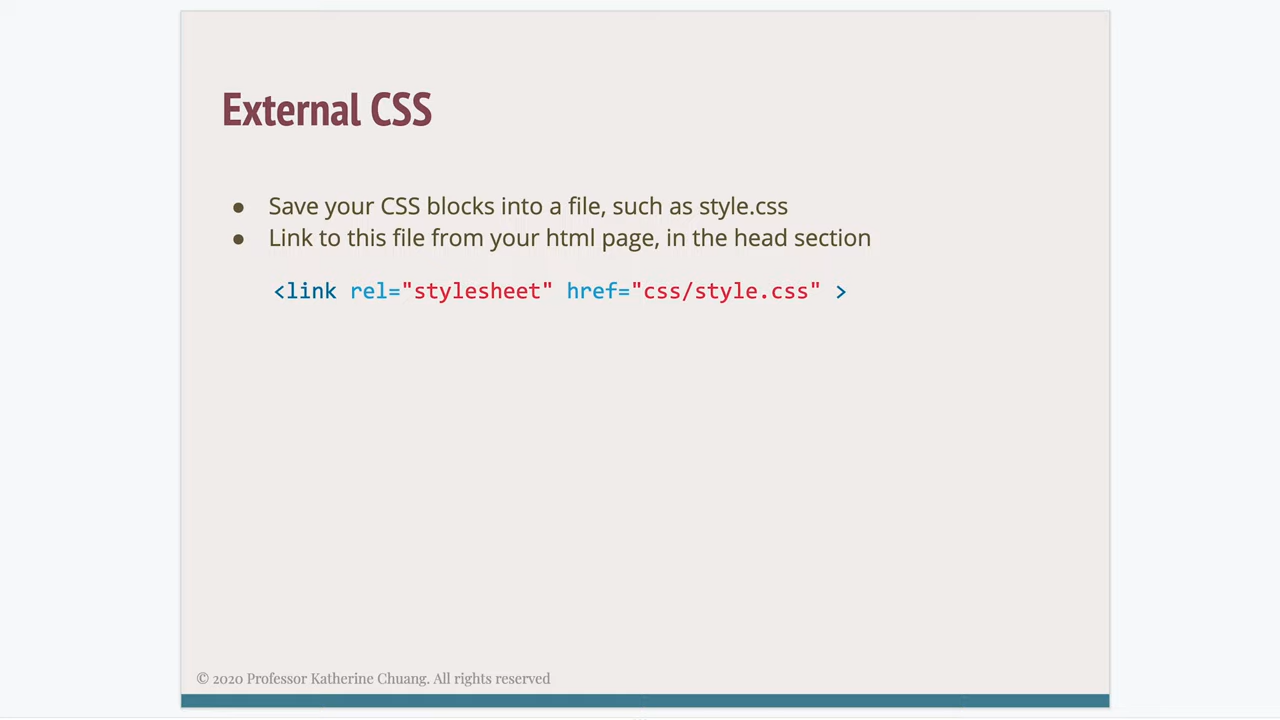 External CSS
● Save your CSS blocks into a file, such as style.css
● Link to this file from your html page, in the head section
<link rel="stylesheet" href="css/style.css" >
© 2020 Professor Katherine Chuang. All rights reserved